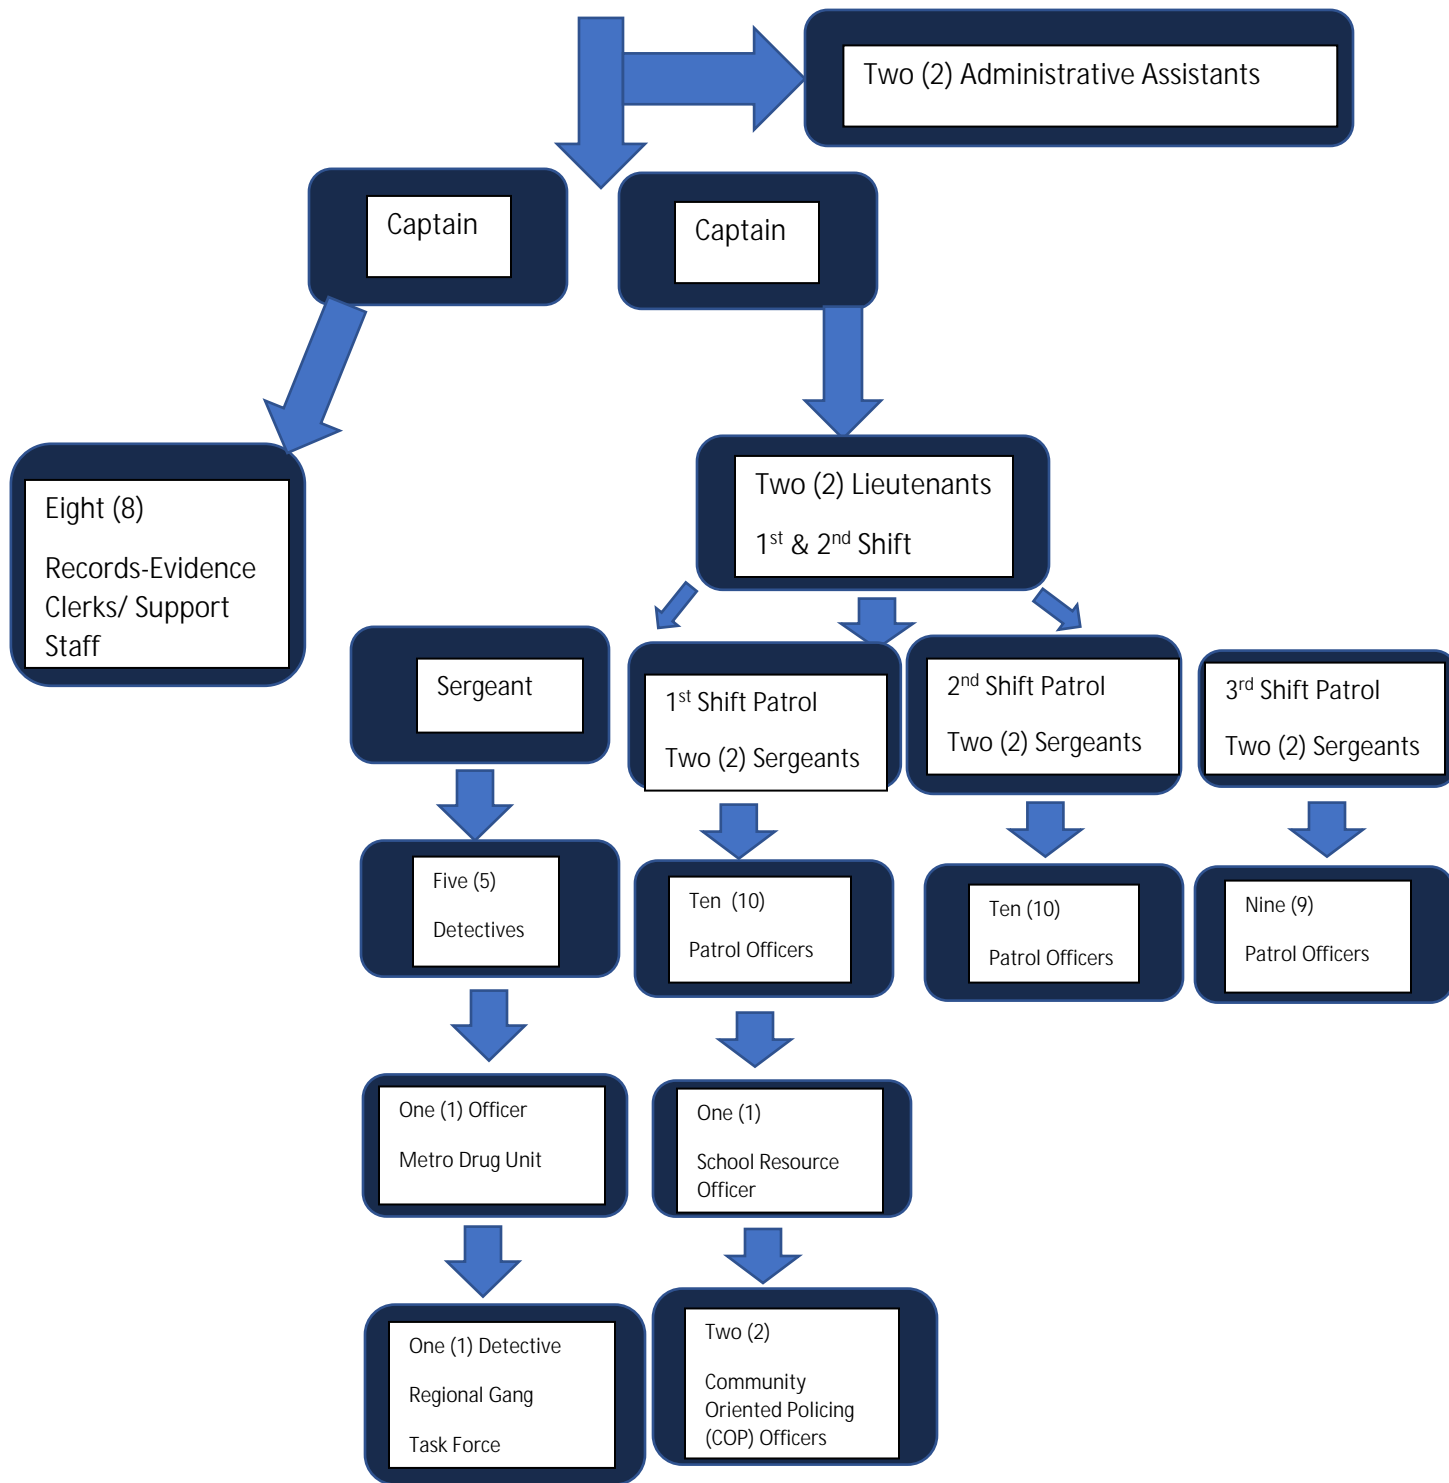 Two (2) Administrative Assistants
Captain
Captain
Eight (8)
Records-Evidence
Clerks/ Support
Staff
Two (2) Lieutenants
1st & 2nd Shift
Sergeant
1st Shift Patrol
Two (2) Sergeants
2nd Shift Patrol
Two (2) Sergeants
3rd Shift Patrol
Two (2) Sergeants
Five (5)
Detectives
Ten (10)
Patrol Officers
Ten (10)
Patrol Officers
Nine (9)
Patrol Officers
One (1) Officer
Metro Drug Unit
One (1)
School Resource
Officer
One (1) Detective
Regional Gang
Task Force
Two (2)
Community
Oriented Policing
(COP) Officers